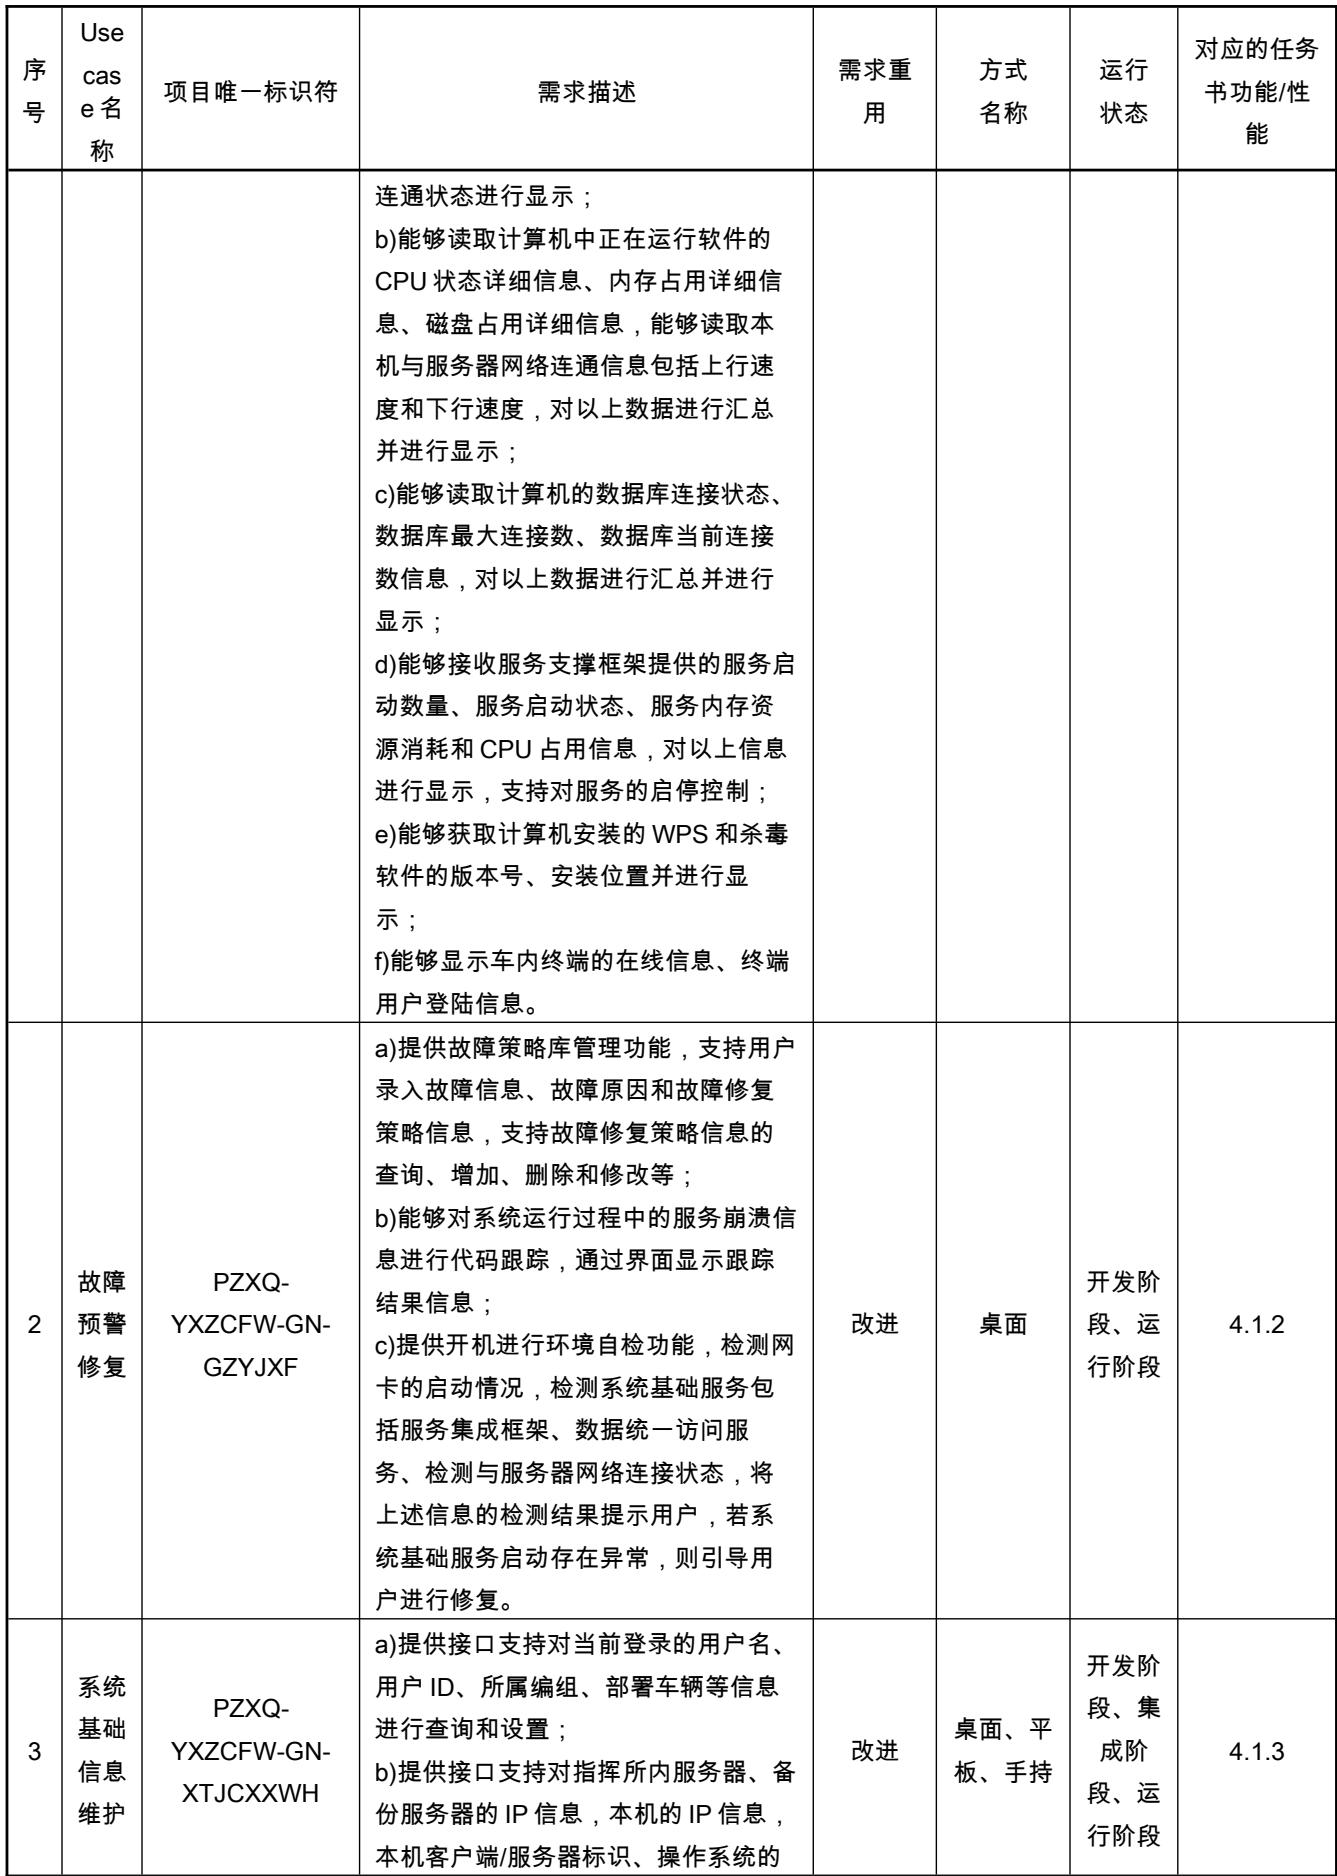 序号
Use case名称
项目唯一标识符
需求描述
需求重用
方式名称
运行状态
对应的任务书功能/性能
连通状态进行显示；
b)能够读取计算机中正在运行软件的
CPU 状态详细信息、内存占用详细信
息、磁盘占用详细信息，能够读取本
机与服务器网络连通信息包括上行速
度和下行速度，对以上数据进行汇总
并进行显示；
c)能够读取计算机的数据库连接状态、
数据库最大连接数、数据库当前连接
数信息，对以上数据进行汇总并进行
显示；
d)能够接收服务支撑框架提供的服务启
动数量、服务启动状态、服务内存资
源消耗和 CPU 占用信息，对以上信息
进行显示，支持对服务的启停控制；
e)能够获取计算机安装的 WPS 和杀毒
软件的版本号、安装位置并进行显
示；
f)能够显示车内终端的在线信息、终端
用户登陆信息。
2
故障
预警
修复
PZXQ-
YXZCFW-GN-
GZYJXF
a)提供故障策略库管理功能，支持用户
录入故障信息、故障原因和故障修复
策略信息，支持故障修复策略信息的
查询、增加、删除和修改等；
b)能够对系统运行过程中的服务崩溃信
息进行代码跟踪，通过界面显示跟踪
结果信息；
c)提供开机进行环境自检功能，检测网
卡的启动情况，检测系统基础服务包
括服务集成框架、数据统一访问服
务、检测与服务器网络连接状态，将
上述信息的检测结果提示用户，若系
统基础服务启动存在异常，则引导用
户进行修复。
改进
桌面
开发阶
段、运
行阶段
4.1.2
3
系统
基础
信息
维护
PZXQ-
YXZCFW-GN-
XTJCXXWH
a)提供接口支持对当前登录的用户名、
用户 ID、所属编组、部署车辆等信息
进行查询和设置；
b)提供接口支持对指挥所内服务器、备
份服务器的 IP 信息，本机的 IP 信息，
本机客户端/服务器标识、操作系统的
改进
桌面、平
板、手持
开发阶
段、集
成阶
段、运
行阶段
4.1.3